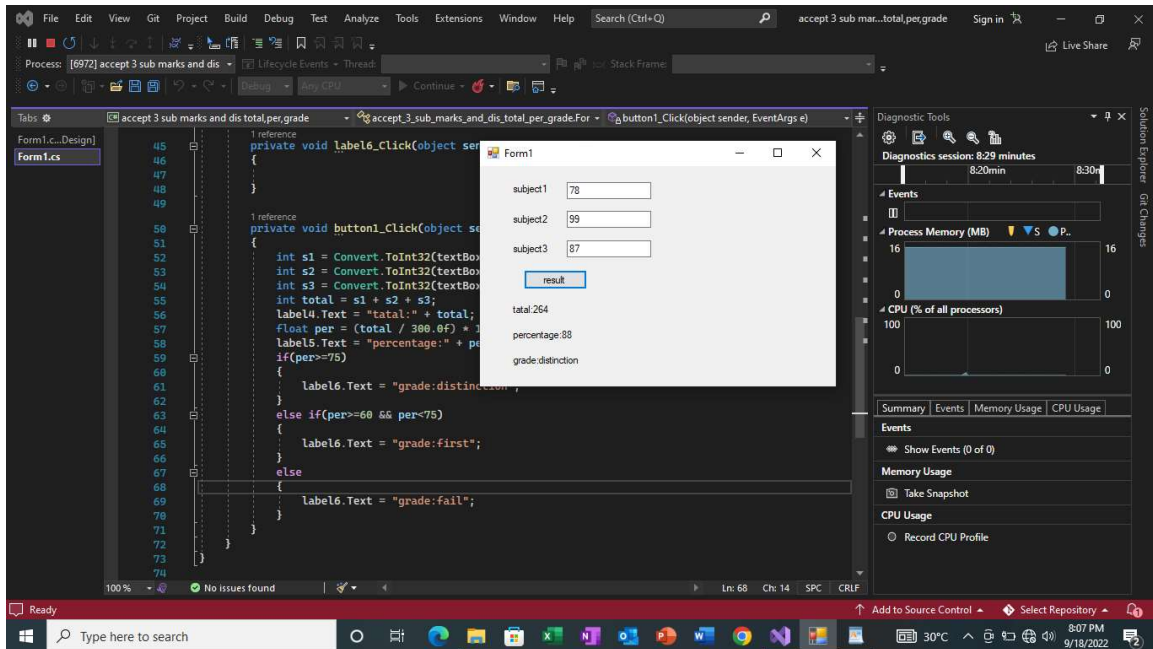 File Edit View Git Project Build Debug Test Analyze Tools Extensions Window Help Search (Ctrl+Q) accept 3 sub mar...total,per,grade Sign in
Live Share
Process: [6972] accept 3 sub marks and dis Lifecycle Events Thread: Stack Frame:
Debug Any CPU Continue
Tabs accept 3 sub marks and dis total,per,grade accept_3_sub_marks_and_dis_total_per_grade.For button1_Click(object sender, EventArgs e)
Form1.c...Design]
Form1.cs
1 reference
45 private void label6_Click(object ser
46 {
47
48 }
49
1 reference
50 private void button1_Click(object se
51 {
52 int s1 = Convert.ToInt32(textBox
53 int s2 = Convert.ToInt32(textBox
54 int s3 = Convert.ToInt32(textBox
55 int total = s1 + s2 + s3;
56 label4.Text = "tatal:" + total;
57 float per = (total / 300.0f) * 1
58 label5.Text = "percentage:" + pe
59 if(per>=75)
60 {
61 label6.Text = "grade:distinction";
62 }
63 else if(per>=60 && per<75)
64 {
65 label6.Text = "grade:first";
66 }
67 else
68 {
69 label6.Text = "grade:fail";
70 }
71 }
72 }
73 }
74
Form1
subject1 78
subject2 99
subject3 87
result
tatal:264
percentage:88
grade:distinction
Diagnostic Tools
Diagnostics session: 8:29 minutes
8:20min 8:30n
Events
Process Memory (MB) S P..
16 16
0 0
CPU (% of all processors)
100 100
0 0
Summary Events Memory Usage CPU Usage
Events
Show Events (0 of 0)
Memory Usage
Take Snapshot
CPU Usage
Record CPU Profile
Solution Explorer
Git Changes
100 % No issues found Ln: 68 Ch: 14 SPC CRLF
Ready Add to Source Control Select Repository
Type here to search 30°C 8:07 PM
9/18/2022